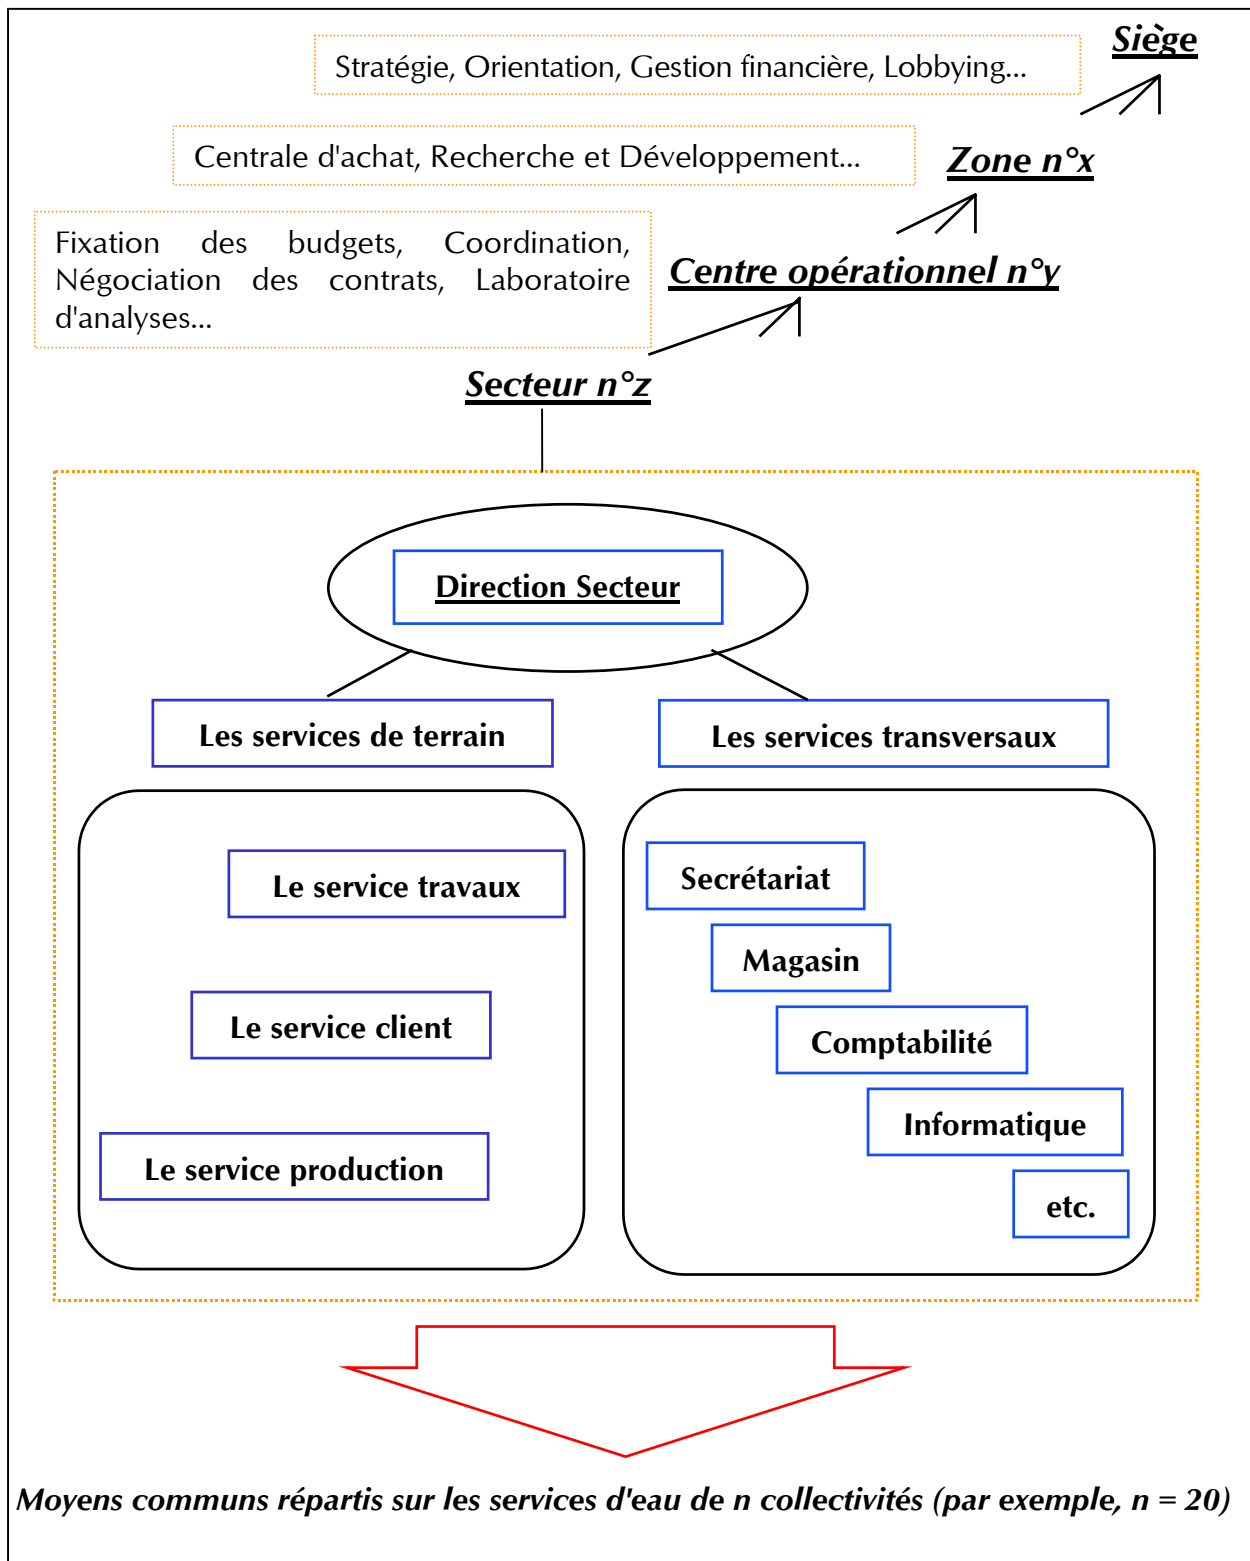 Siège
Stratégie, Orientation, Gestion financière, Lobbying...
Centrale d'achat, Recherche et Développement...
Zone n°x
Fixation des budgets, Coordination,
Négociation des contrats, Laboratoire
d'analyses...
Centre opérationnel n°y
Secteur n°z
Direction Secteur
Les services de terrain
Les services transversaux
Le service travaux
Le service client
Le service production
Secrétariat
Magasin
Comptabilité
Informatique
etc.
Moyens communs répartis sur les services d'eau de n collectivités (par exemple, n = 20)